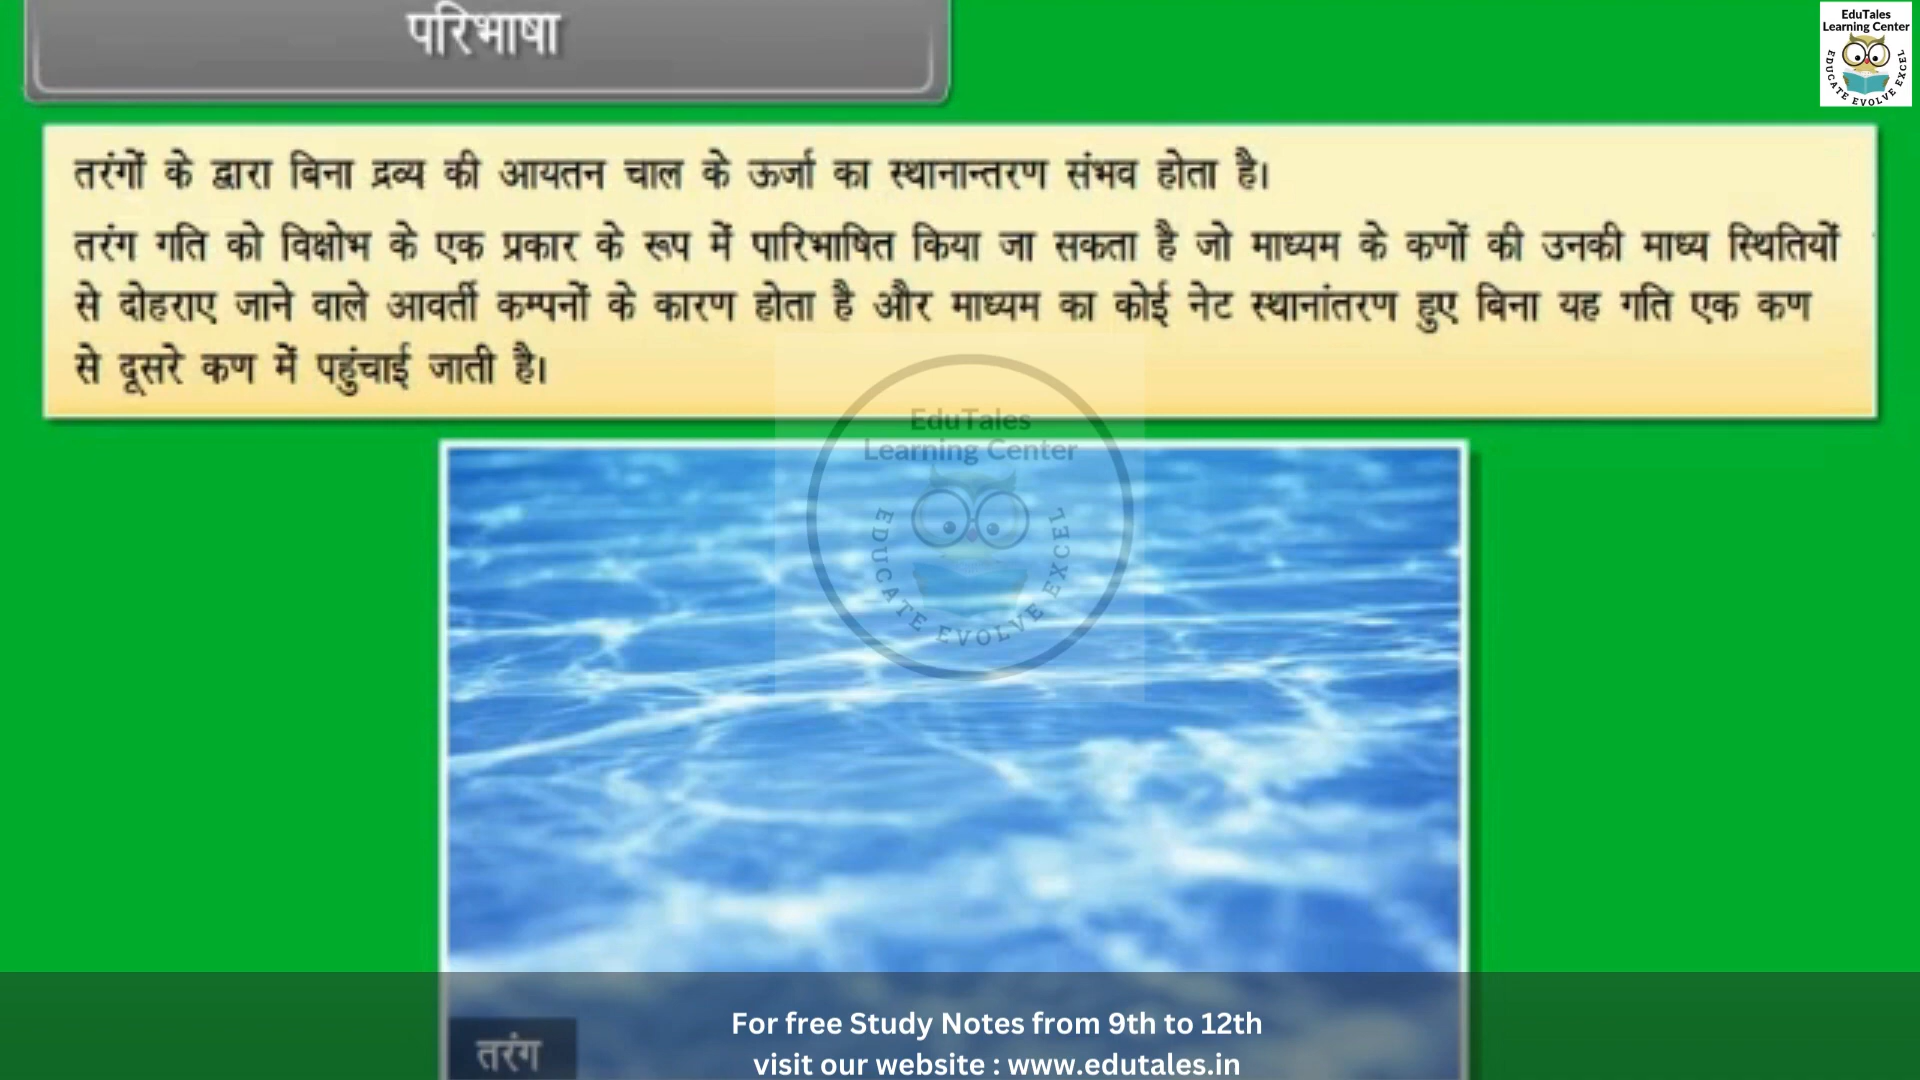 परिभाषा
EduTales
Learning Center
EDUCATE EVOLVE EXCEL
तरंगों के द्वारा बिना द्रव्य की आयतन चाल के ऊर्जा का स्थानान्तरण संभव होता है।
तरंग गति को विक्षोभ के एक प्रकार के रूप में पारिभाषित किया जा सकता है जो माध्यम के कणों की उनकी माध्य स्थितियों
से दोहराए जाने वाले आवर्ती कम्पनों के कारण होता है और माध्यम का कोई नेट स्थानांतरण हुए बिना यह गति एक कण
से दूसरे कण में पहुंचाई जाती है।
EduTales
Learning Center
EDUCATE EVOLVE EXCEL
तरंग
For free Study Notes from 9th to 12th
visit our website : www.edutales.in